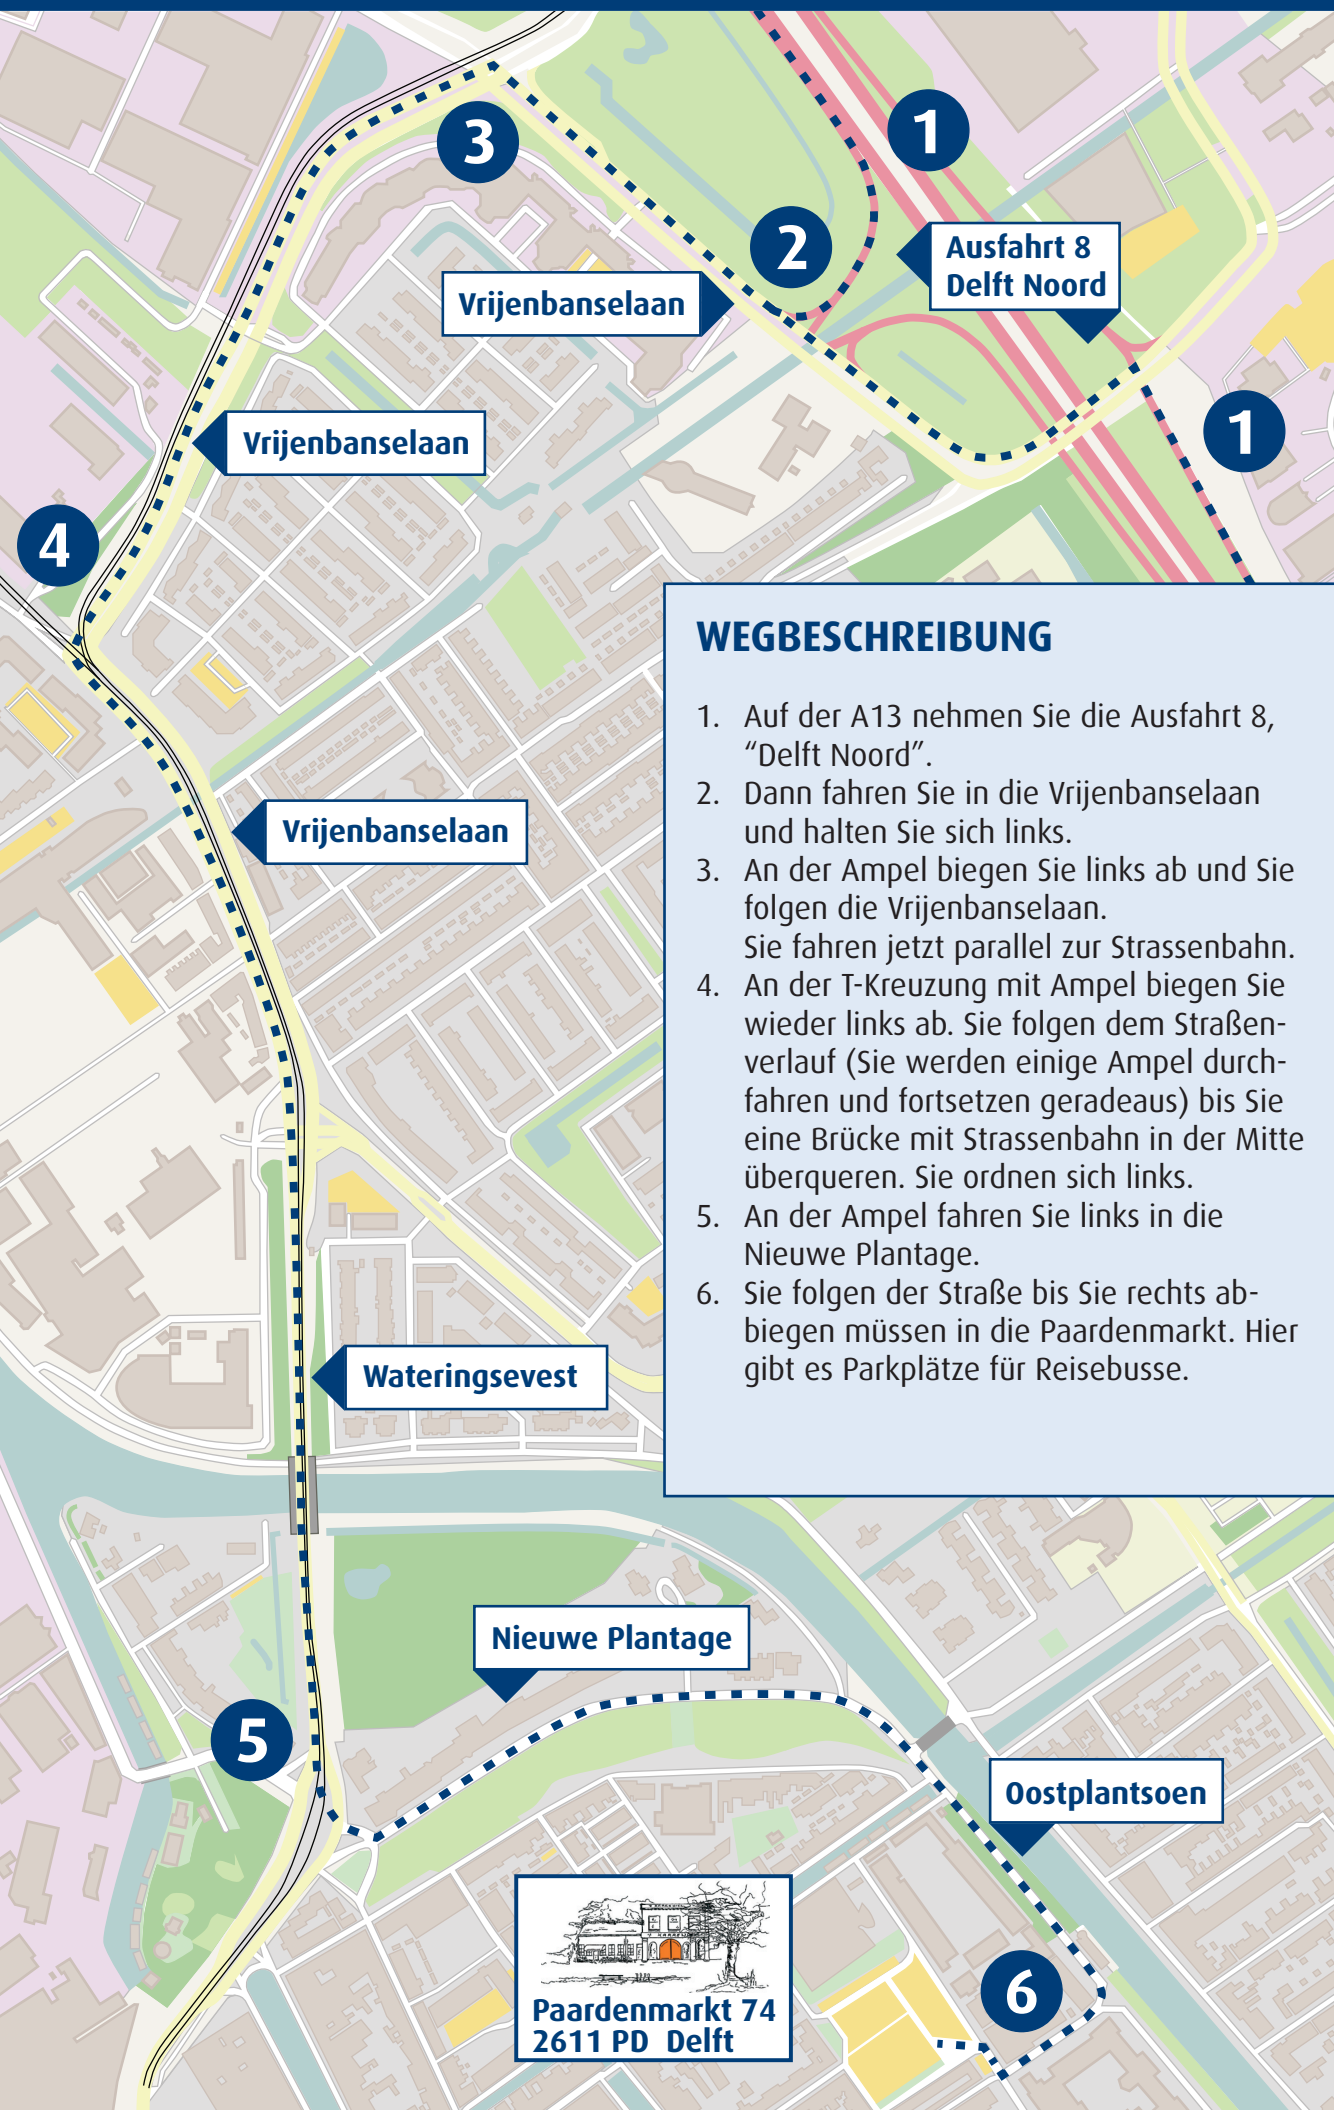 3
1
2
Ausfahrt 8
Delft Noord
Vrijenbanselaan
1
Vrijenbanselaan
4
WEGBESCHREIBUNG
1. Auf der A13 nehmen Sie die Ausfahrt 8,
“Delft Noord”.
2. Dann fahren Sie in die Vrijenbanselaan
und halten Sie sich links.
3. An der Ampel biegen Sie links ab und Sie
folgen die Vrijenbanselaan.
Sie fahren jetzt parallel zur Strassenbahn.
4. An der T-Kreuzung mit Ampel biegen Sie
wieder links ab. Sie folgen dem Straßen-
verlauf (Sie werden einige Ampel durch-
fahren und fortsetzen geradeaus) bis Sie
eine Brücke mit Strassenbahn in der Mitte
überqueren. Sie ordnen sich links.
5. An der Ampel fahren Sie links in die
Nieuwe Plantage.
6. Sie folgen der Straße bis Sie rechts ab-
biegen müssen in die Paardenmarkt. Hier
gibt es Parkplätze für Reisebusse.
Vrijenbanselaan
Wateringsevest
Nieuwe Plantage
5
Oostplantsoen
6
Paardenmarkt 74
2611 PD Delft